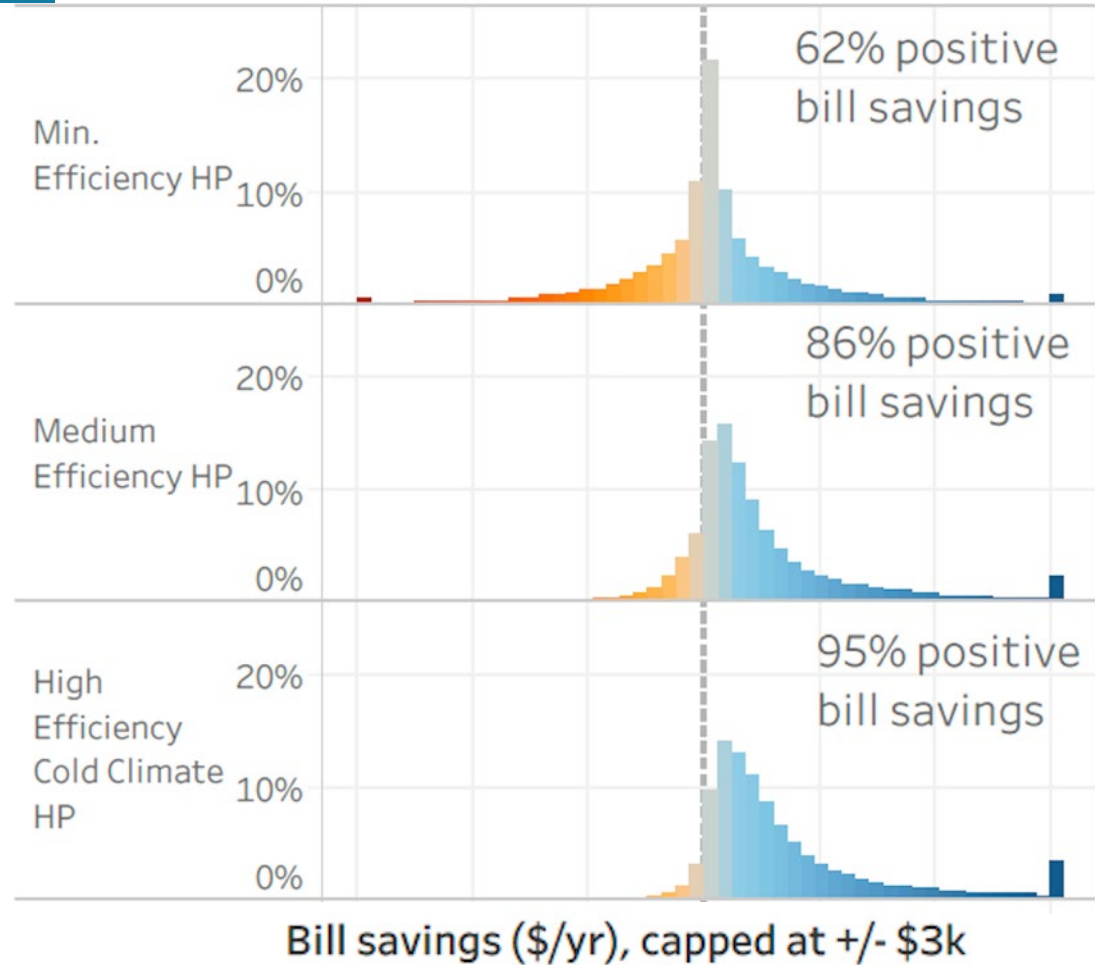 62% positive
bill savings
20%
Min.
Efficiency HP
10%
0%
86% positive
bill savings
20%
Medium
Efficiency HP
10%
0%
95% positive
bill savings
20%
High
Efficiency
Cold Climate
HP
10%
0%
Bill savings ($/yr), capped at +/- $3k